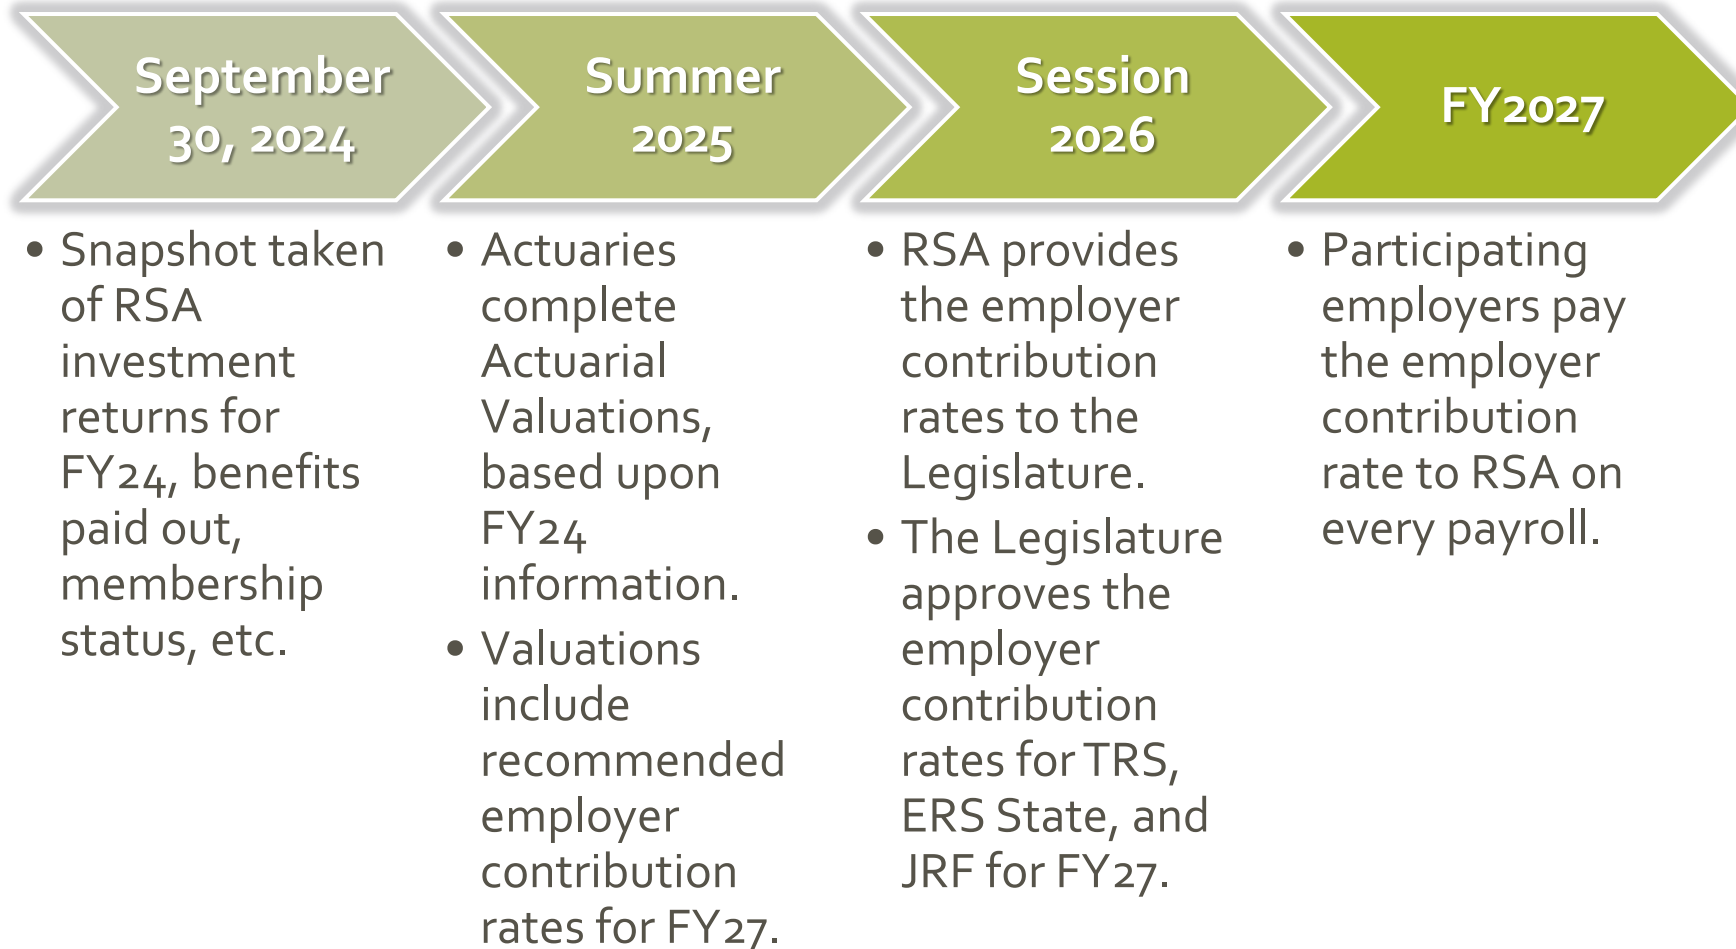 September
30, 2024
• Snapshot taken
of RSA
investment
returns for
FY24, benefits
paid out,
membership
status, etc.
Summer
2025
• Actuaries
complete
Actuarial
Valuations,
based upon
FY24
information.
• Valuations
include
recommended
employer
contribution
rates for FY27.
Session
2026
• RSA provides
the employer
contribution
rates to the
Legislature.
• The Legislature
approves the
employer
contribution
rates for TRS,
ERS State, and
JRF for FY27.
FY2027
• Participating
employers pay
the employer
contribution
rate to RSA on
every payroll.